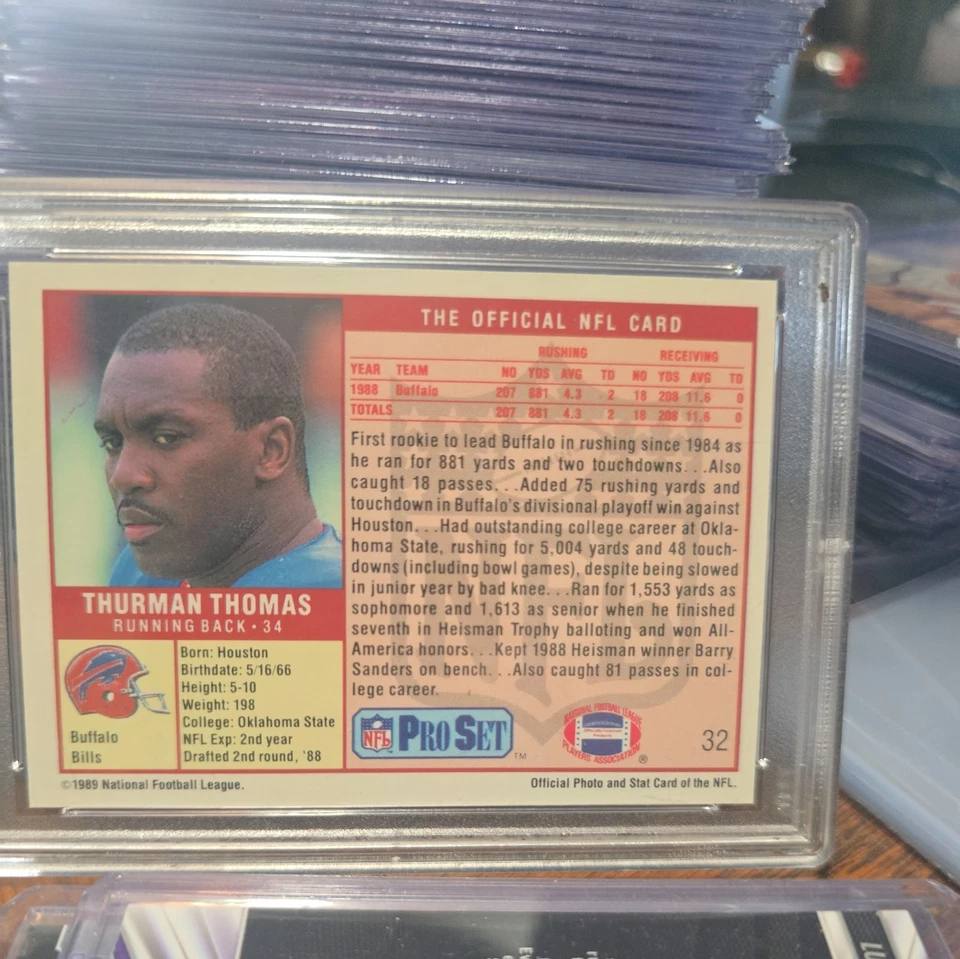 THE OFFICIAL NFL CARD
RUSHING RECEIVING
YEAR TEAM NO YDS AVG TD NO YDS AVG TD
1988 Buffalo 207 881 4.3 2 18 208 11.6 0
TOTALS 207 881 4.3 2 18 208 11.6 0
First rookie to lead Buffalo in rushing since 1984 as
he ran for 881 yards and two touchdowns...Also
caught 18 passes...Added 75 rushing yards and
touchdown in Buffalo's divisional playoff win against
Houston...Had outstanding college career at Okla-
homa State, rushing for 5,004 yards and 48 touch-
downs (including bowl games), despite being slowed
in junior year by bad knee...Ran for 1,553 yards as
sophomore and 1,613 as senior when he finished
seventh in Heisman Trophy balloting and won All-
America honors...Kept 1988 Heisman winner Barry
Sanders on bench...Also caught 81 passes in col-
lege career.
THURMAN THOMAS
RUNNING BACK • 34
Buffalo
Bills
Born: Houston
Birthdate: 5/16/66
Height: 5-10
Weight: 198
College: Oklahoma State
NFL Exp: 2nd year
Drafted 2nd round, '88
NFL PRO SET TM
NATIONAL FOOTBALL LEAGUE
PLAYERS ASSOCIATION ®
32
©1989 National Football League.
Official Photo and Stat Card of the NFL.